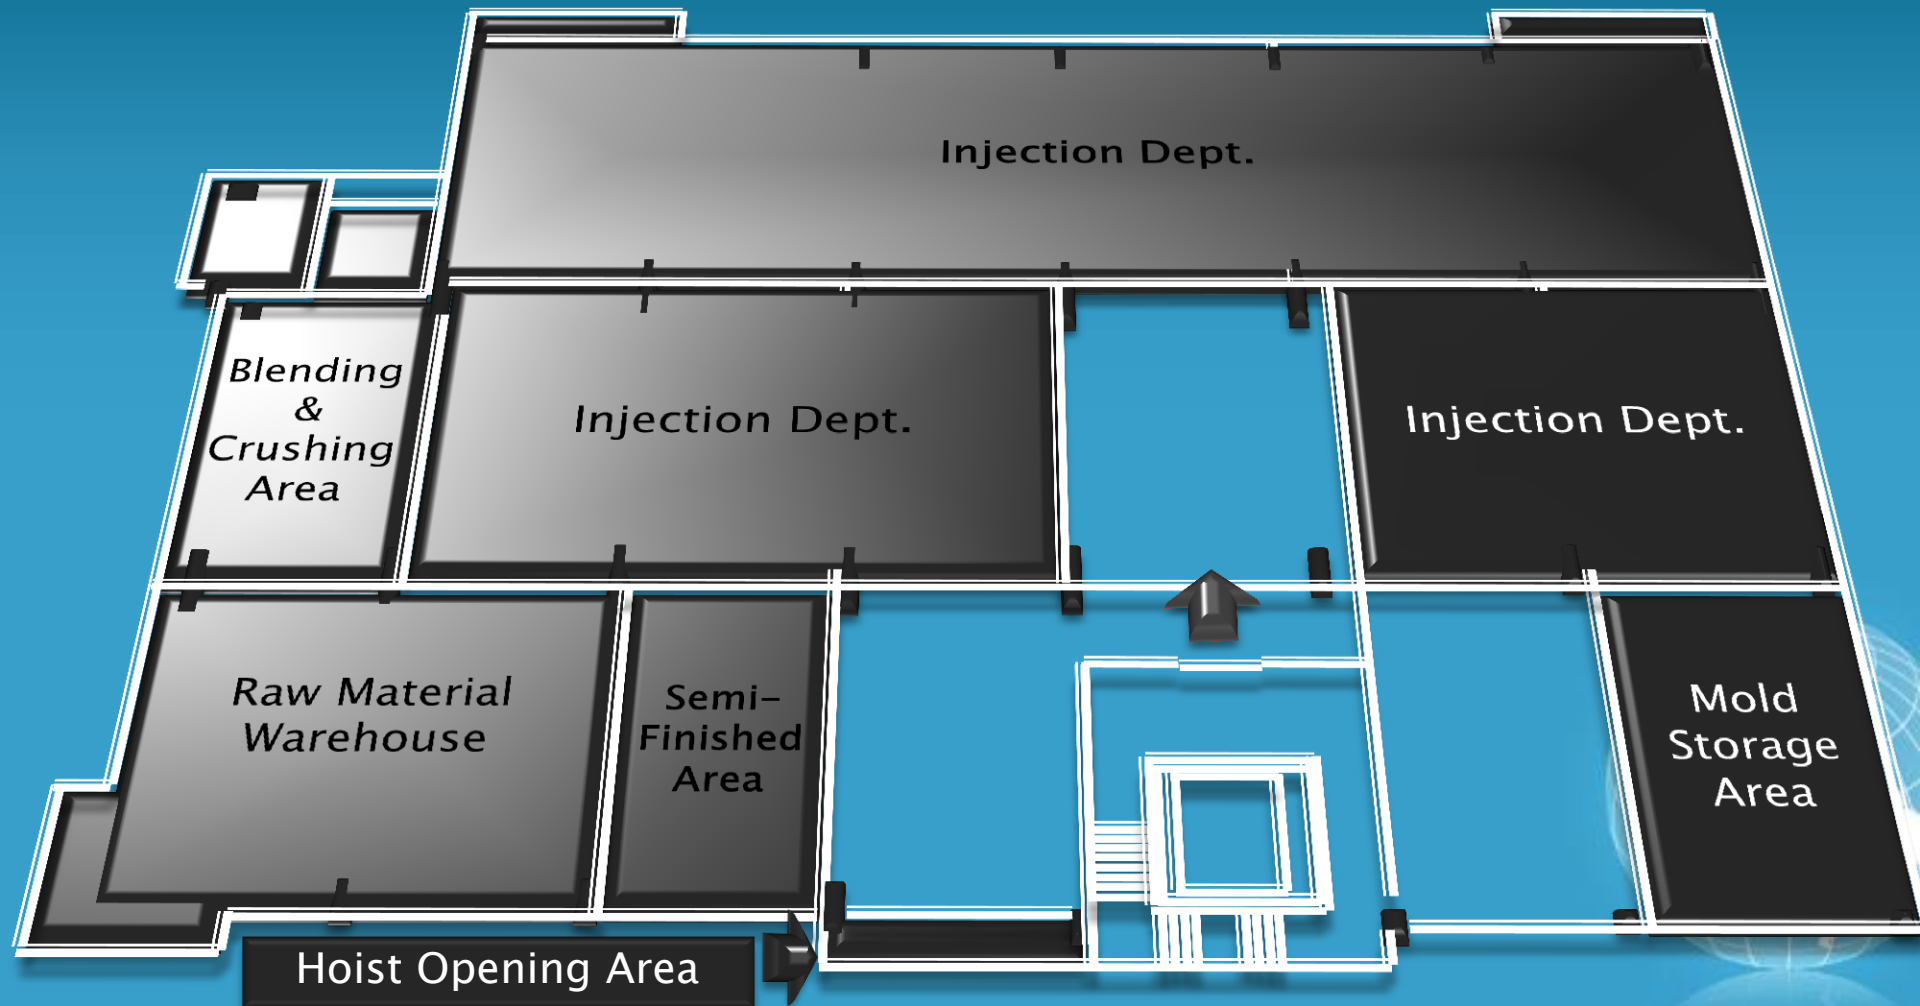 Injection Dept.
Blending
&
Crushing
Area
Injection Dept.
Injection Dept.
Raw Material
Warehouse
Semi-
Finished
Area
Mold
Storage
Area
Hoist Opening Area